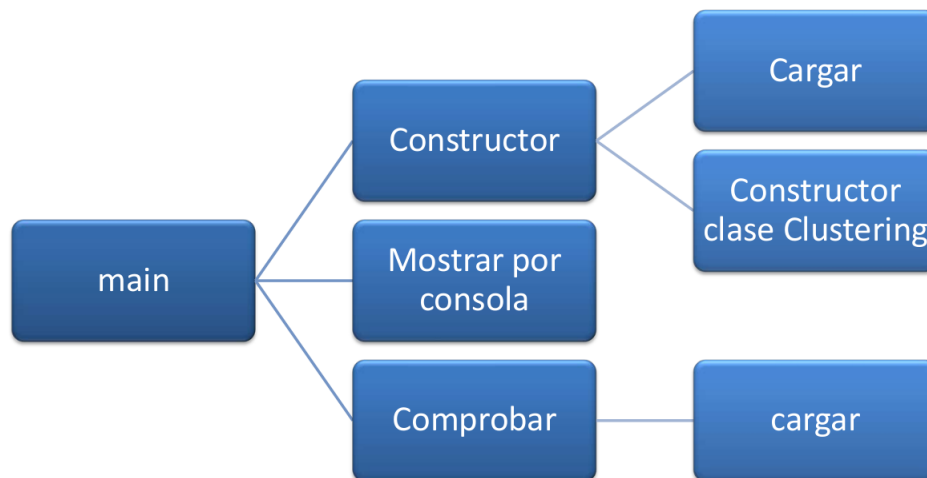 main
Constructor
Mostrar por
consola
Comprobar
Cargar
Constructor
clase Clustering
cargar